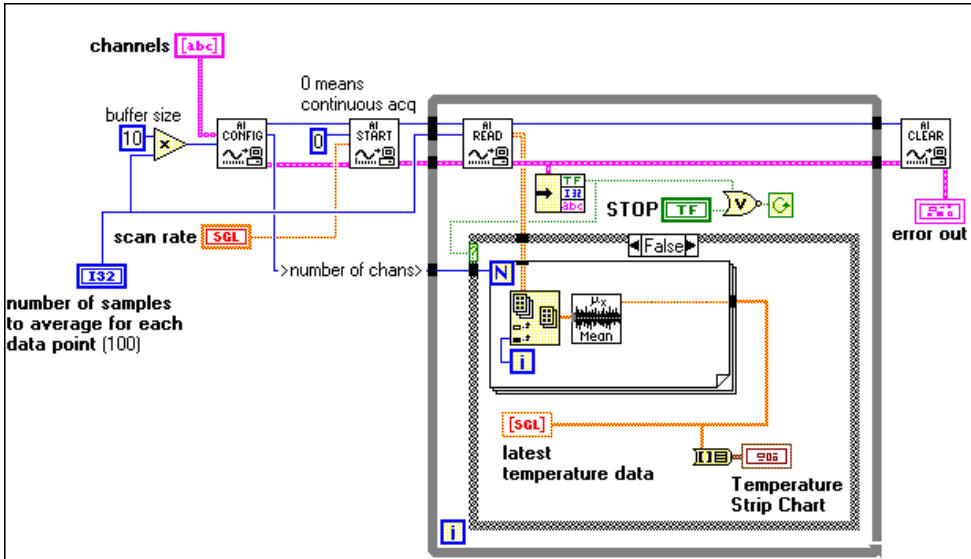 channels [abc]
0 means
continuous acq
buffer size
10
x
AI
CONFIG
0
AI
START
AI
READ
AI
CLEAR
TF
I32
abc
STOP TF
V
error out
scan rate SGL
?
False
>number of chans>
N
I32
number of samples
to average for each
data point (100)
μx
Mean
i
[SGL]
latest
temperature data
Temperature
Strip Chart
i